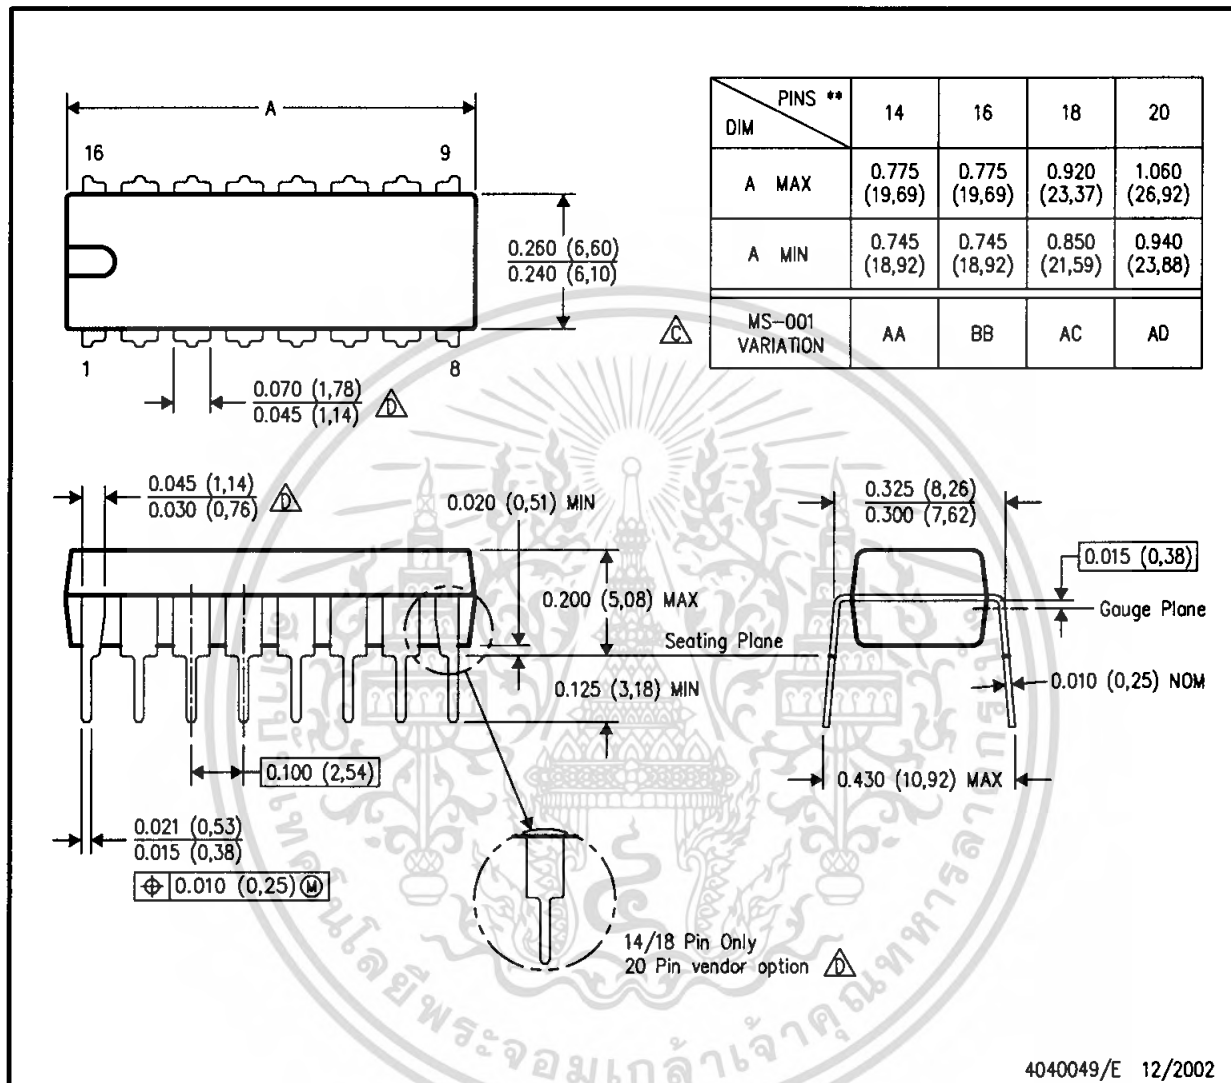 A
16
9
1
8
0.260 (6,60)
0.240 (6,10)
0.070 (1,78)
0.045 (1,14)
D
C
PINS **
DIM
14
16
18
20
A MAX
0.775
(19,69)
0.775
(19,69)
0.920
(23,37)
1.060
(26,92)
A MIN
0.745
(18,92)
0.745
(18,92)
0.850
(21,59)
0.940
(23,88)
MS-001
VARIATION
AA
BB
AC
AD
0.045 (1,14)
0.030 (0,76)
D
0.020 (0,51) MIN
0.200 (5,08) MAX
Seating Plane
0.125 (3,18) MIN
0.100 (2,54)
0.021 (0,53)
0.015 (0,38)
0.010 (0,25) M
14/18 Pin Only
20 Pin vendor option
D
0.325 (8,26)
0.300 (7,62)
0.015 (0,38)
Gauge Plane
0.010 (0,25) NOM
0.430 (10,92) MAX
4040049/E 12/2002